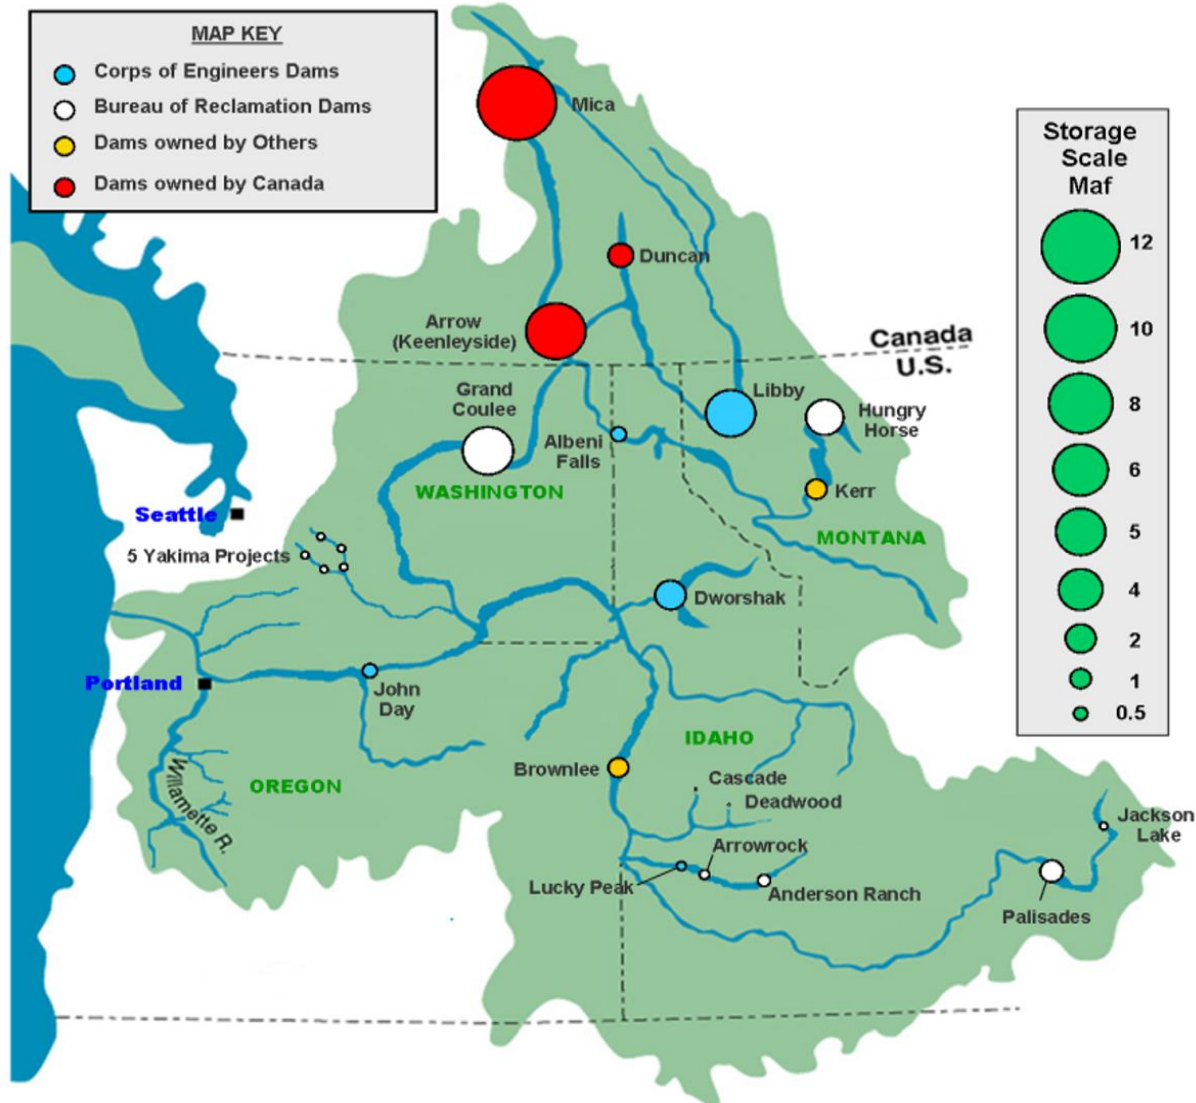 MAP KEY
Corps of Engineers Dams
Bureau of Reclamation Dams
Dams owned by Others
Dams owned by Canada
Storage
Scale
Maf
12
10
8
6
5
4
2
1
0.5
Mica
Duncan
Arrow
(Keenleyside)
Canada
U.S.
Grand
Coulee
Libby
Hungry
Horse
Albeni
Falls
Kerr
WASHINGTON
Seattle
MONTANA
5 Yakima Projects
Dworshak
Portland
John
Day
IDAHO
Brownlee
Cascade
Deadwood
OREGON
Willamette R.
Jackson
Lake
Arrowrock
Lucky Peak
Anderson Ranch
Palisades